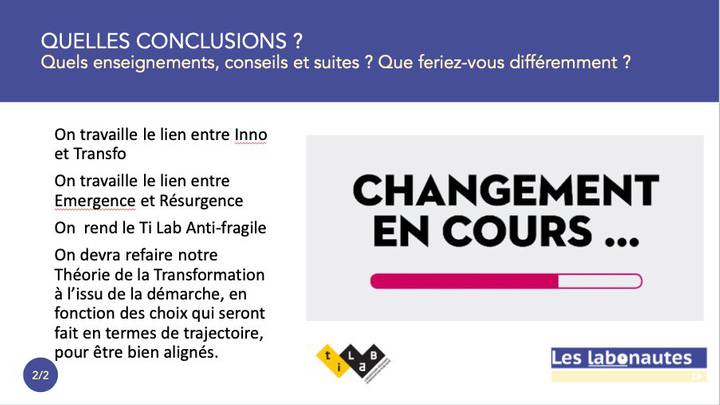 QUELLES CONCLUSIONS ?
Quels enseignements, conseils et suites ? Que feriez-vous différemment ?
On travaille le lien entre Inno
et Transfo
On travaille le lien entre
Emergence et Résurgence
On  rend le Ti Lab Anti-fragile
On devra refaire notre
Théorie de la Transformation
à l’issu de la démarche, en
fonction des choix qui seront
fait en termes de trajectoire,
pour être bien alignés.
CHANGEMENT
EN COURS ...
ti LaB
Les labonautes
2/2